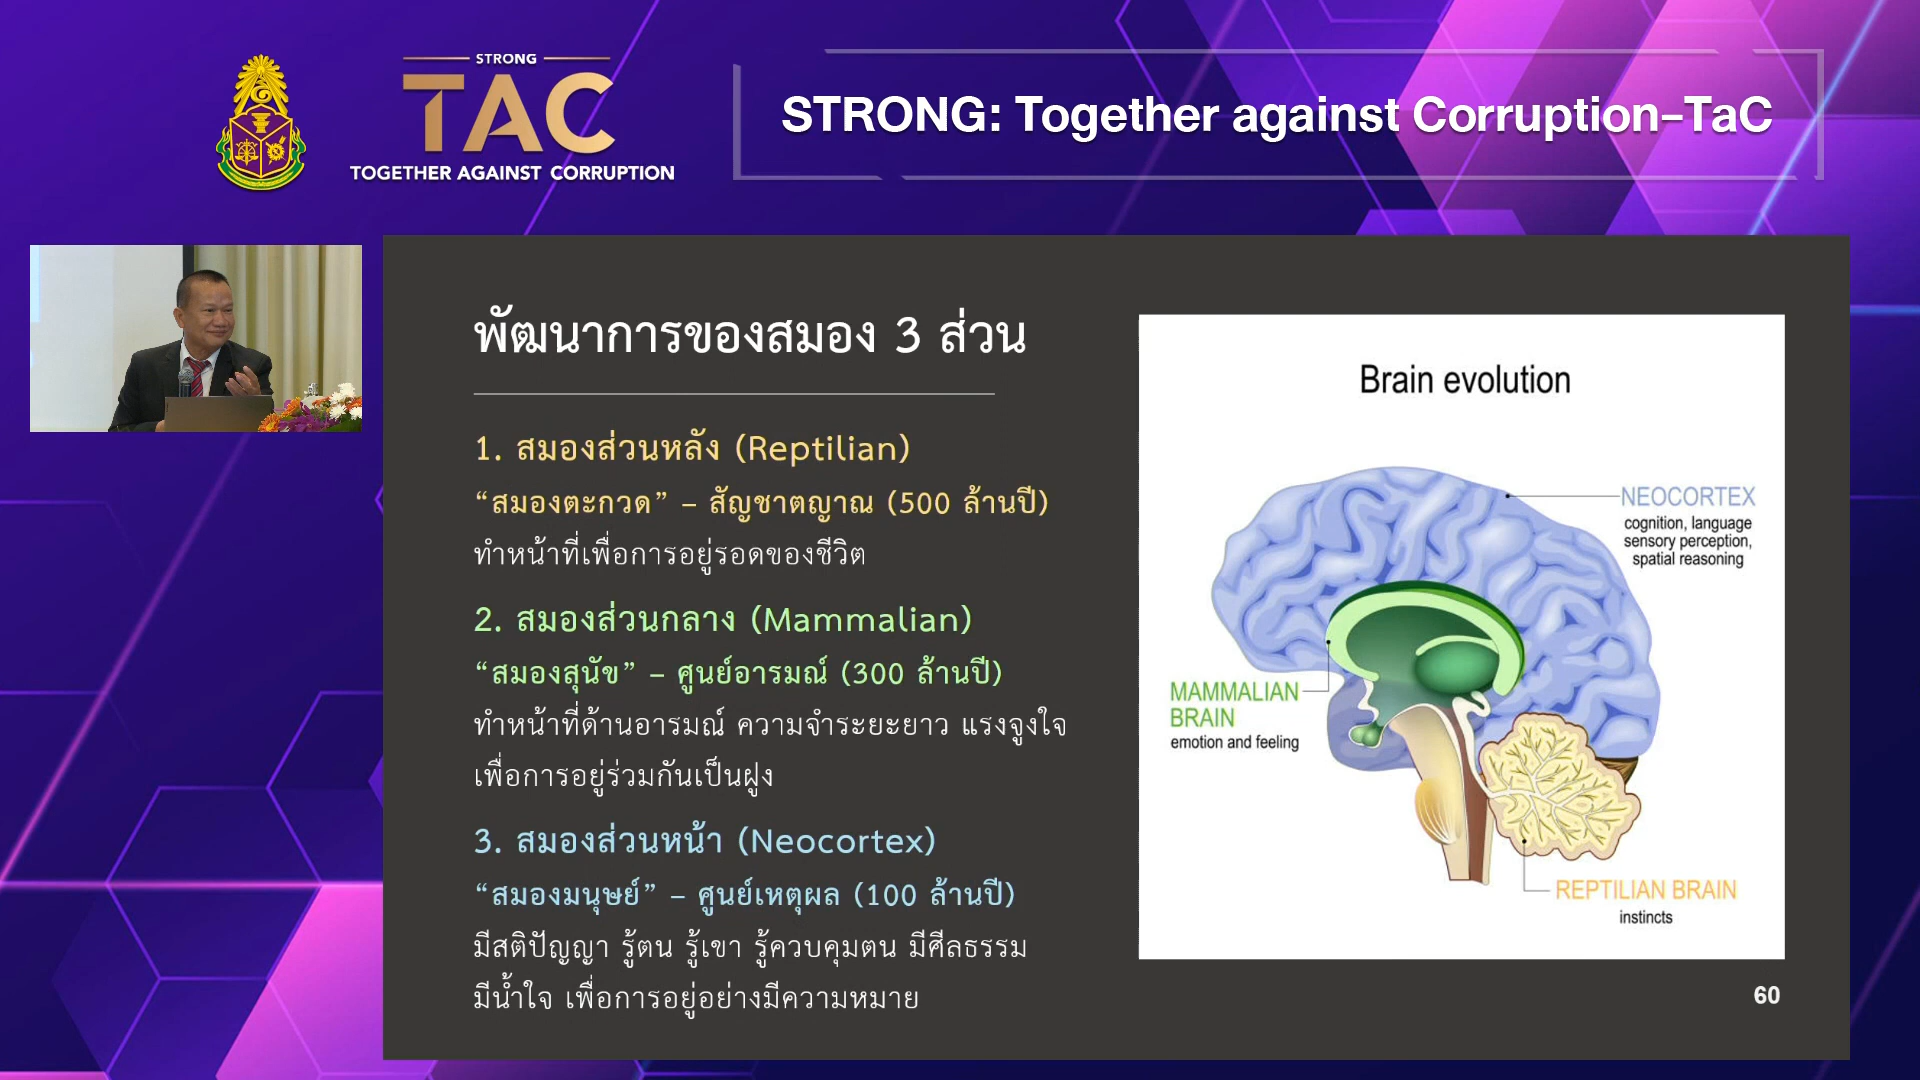 STRONG
TAC
TOGETHER AGAINST CORRUPTION
STRONG: Together against Corruption-TaC
พัฒนาการของสมอง 3 ส่วน
1. สมองส่วนหลัง (Reptilian)
“สมองตะกวด” – สัญชาตญาณ (500 ล้านปี)
ทำหน้าที่เพื่อการอยู่รอดของชีวิต
2. สมองส่วนกลาง (Mammalian)
“สมองสุนัข” – ศูนย์อารมณ์ (300 ล้านปี)
ทำหน้าที่ด้านอารมณ์ ความจำระยะยาว แรงจูงใจ
เพื่อการอยู่ร่วมกันเป็นฝูง
3. สมองส่วนหน้า (Neocortex)
“สมองมนุษย์” – ศูนย์เหตุผล (100 ล้านปี)
มีสติปัญญา รู้ตน รู้เขา รู้ควบคุมตน มีศีลธรรม
มีน้ำใจ เพื่อการอยู่อย่างมีความหมาย
Brain evolution
NEOCORTEX
cognition, language
sensory perception,
spatial reasoning
MAMMALIAN
BRAIN
emotion and feeling
REPTILIAN BRAIN
instincts
60